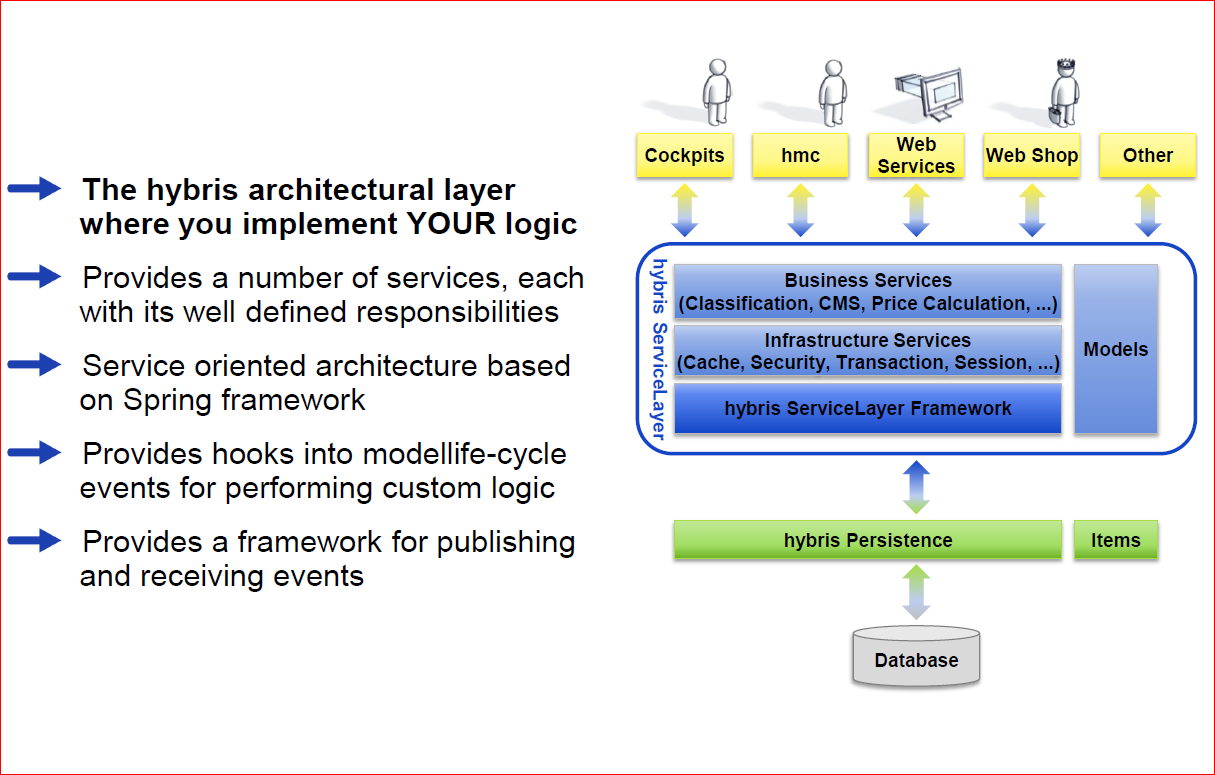 The hybris architectural layer
where you implement YOUR logic
Provides a number of services, each
with its well defined responsibilities
Service oriented architecture based
on Spring framework
Provides hooks into modellife-cycle
events for performing custom logic
Provides a framework for publishing
and receiving events
Cockpits
hmc
Web
Services
Web Shop
Other
hybris ServiceLayer
Business Services
(Classification, CMS, Price Calculation, ...)
Infrastructure Services
(Cache, Security, Transaction, Session, ...)
hybris ServiceLayer Framework
Models
hybris Persistence
Items
Database